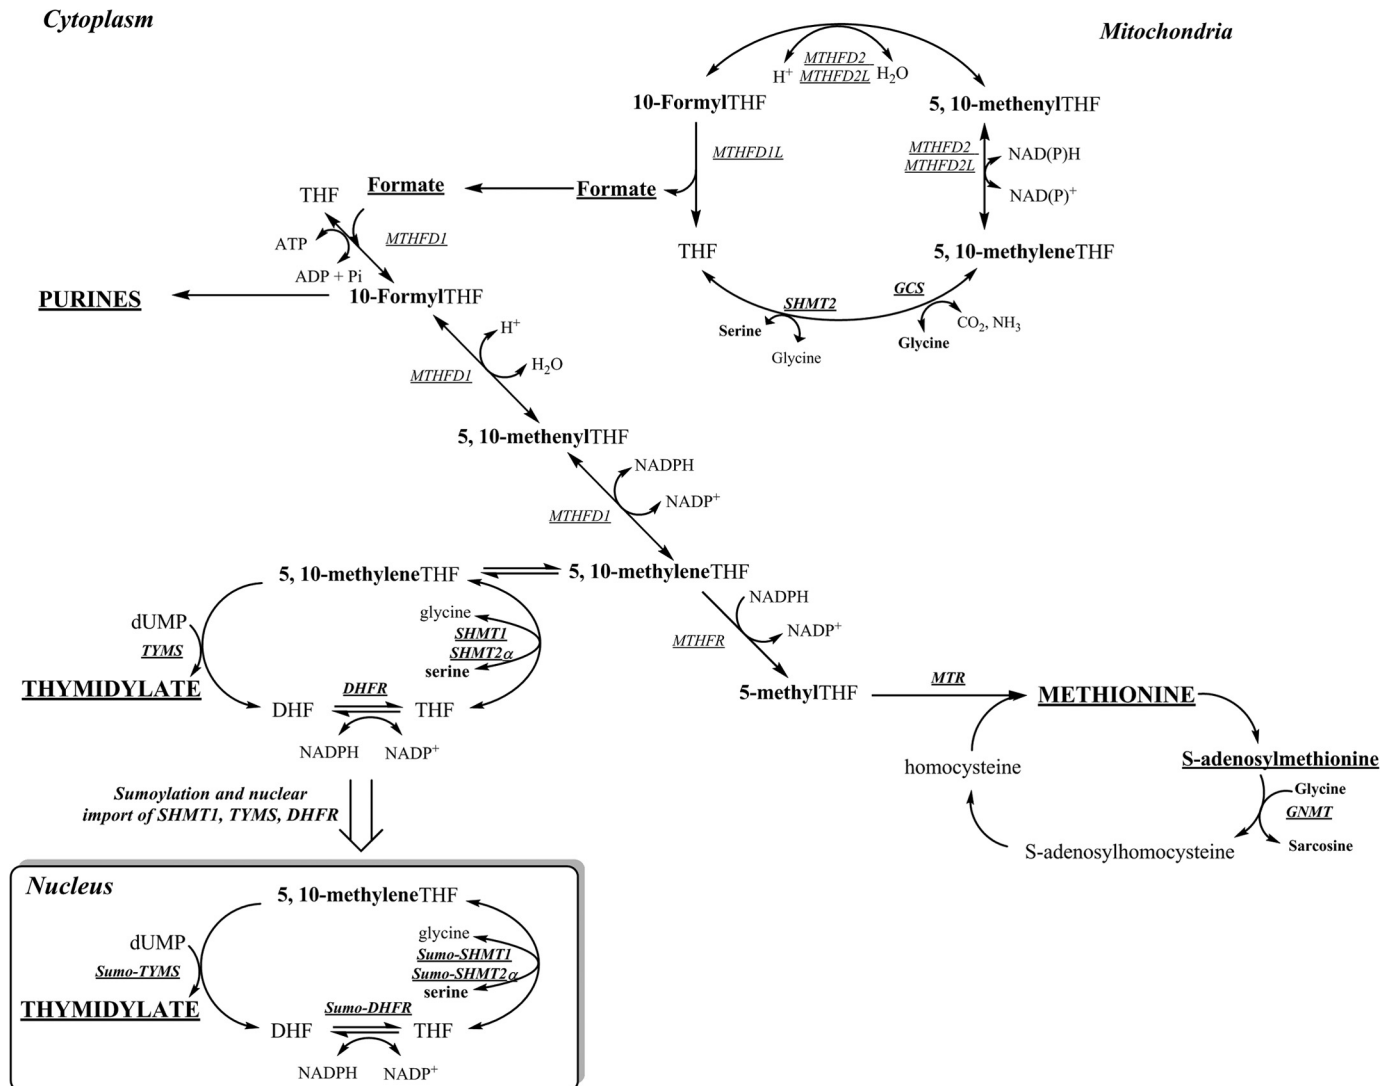 Cytoplasm
Mitochondria
H⁺
MTHFD2
MTHFD2L
H₂O
10-FormylTHF
5, 10-methenylTHF
MTHFD1L
MTHFD2
MTHFD2L
NAD(P)H
NAD(P)⁺
THF
Formate
Formate
ATP
MTHFD1
ADP + Pi
THF
5, 10-methyleneTHF
PURINES
10-FormylTHF
SHMT2
GCS
Serine
Glycine
Glycine
CO₂, NH₃
H⁺
H₂O
MTHFD1
5, 10-methenylTHF
NADPH
NADP⁺
MTHFD1
5, 10-methyleneTHF
5, 10-methyleneTHF
dUMP
TYMS
THYMIDYLATE
glycine
SHMT1
SHMT2α
serine
DHFR
DHF
THF
NADPH
NADP⁺
NADPH
NADP⁺
MTHFR
5-methylTHF
MTR
METHIONINE
homocysteine
S-adenosylmethionine
Glycine
GNMT
Sarcosine
S-adenosylhomocysteine
Sumoylation and nuclear
import of SHMT1, TYMS, DHFR
Nucleus
5, 10-methyleneTHF
dUMP
Sumo-TYMS
THYMIDYLATE
glycine
Sumo-SHMT1
Sumo-SHMT2α
serine
Sumo-DHFR
DHF
THF
NADPH
NADP⁺